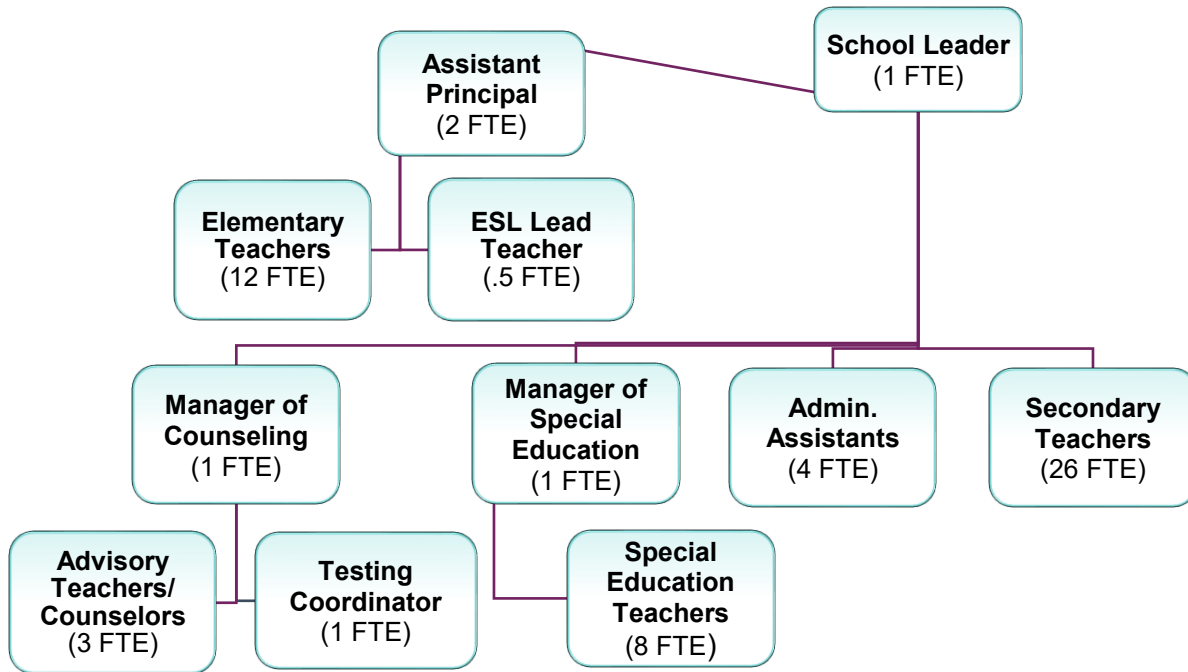 School Leader
(1 FTE)
Assistant
Principal
(2 FTE)
Elementary
Teachers
(12 FTE)
ESL Lead
Teacher
(.5 FTE)
Manager of
Counseling
(1 FTE)
Manager of
Special
Education
(1 FTE)
Admin.
Assistants
(4 FTE)
Secondary
Teachers
(26 FTE)
Advisory
Teachers/
Counselors
(3 FTE)
Testing
Coordinator
(1 FTE)
Special
Education
Teachers
(8 FTE)